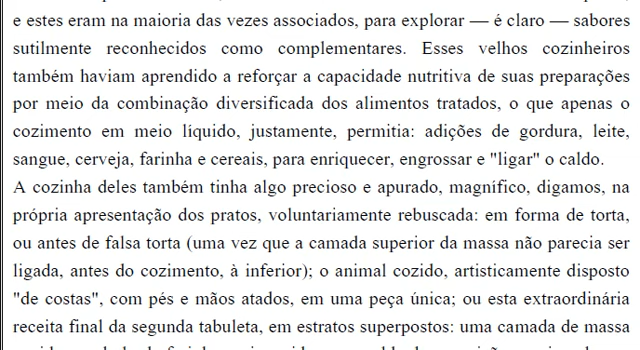 e estes eram na maioria das vezes associados, para explorar — é claro — sabores
sutilmente reconhecidos como complementares. Esses velhos cozinheiros
também haviam aprendido a reforçar a capacidade nutritiva de suas preparações
por meio da combinação diversificada dos alimentos tratados, o que apenas o
cozimento em meio líquido, justamente, permitia: adições de gordura, leite,
sangue, cerveja, farinha e cereais, para enriquecer, engrossar e "ligar" o caldo.
A cozinha deles também tinha algo precioso e apurado, magnífico, digamos, na
própria apresentação dos pratos, voluntariamente rebuscada: em forma de torta,
ou antes de falsa torta (uma vez que a camada superior da massa não parecia ser
ligada, antes do cozimento, à inferior); o animal cozido, artisticamente disposto
"de costas", com pés e mãos atados, em uma peça única; ou esta extraordinária
receita final da segunda tabuleta, em estratos superpostos: uma camada de massa